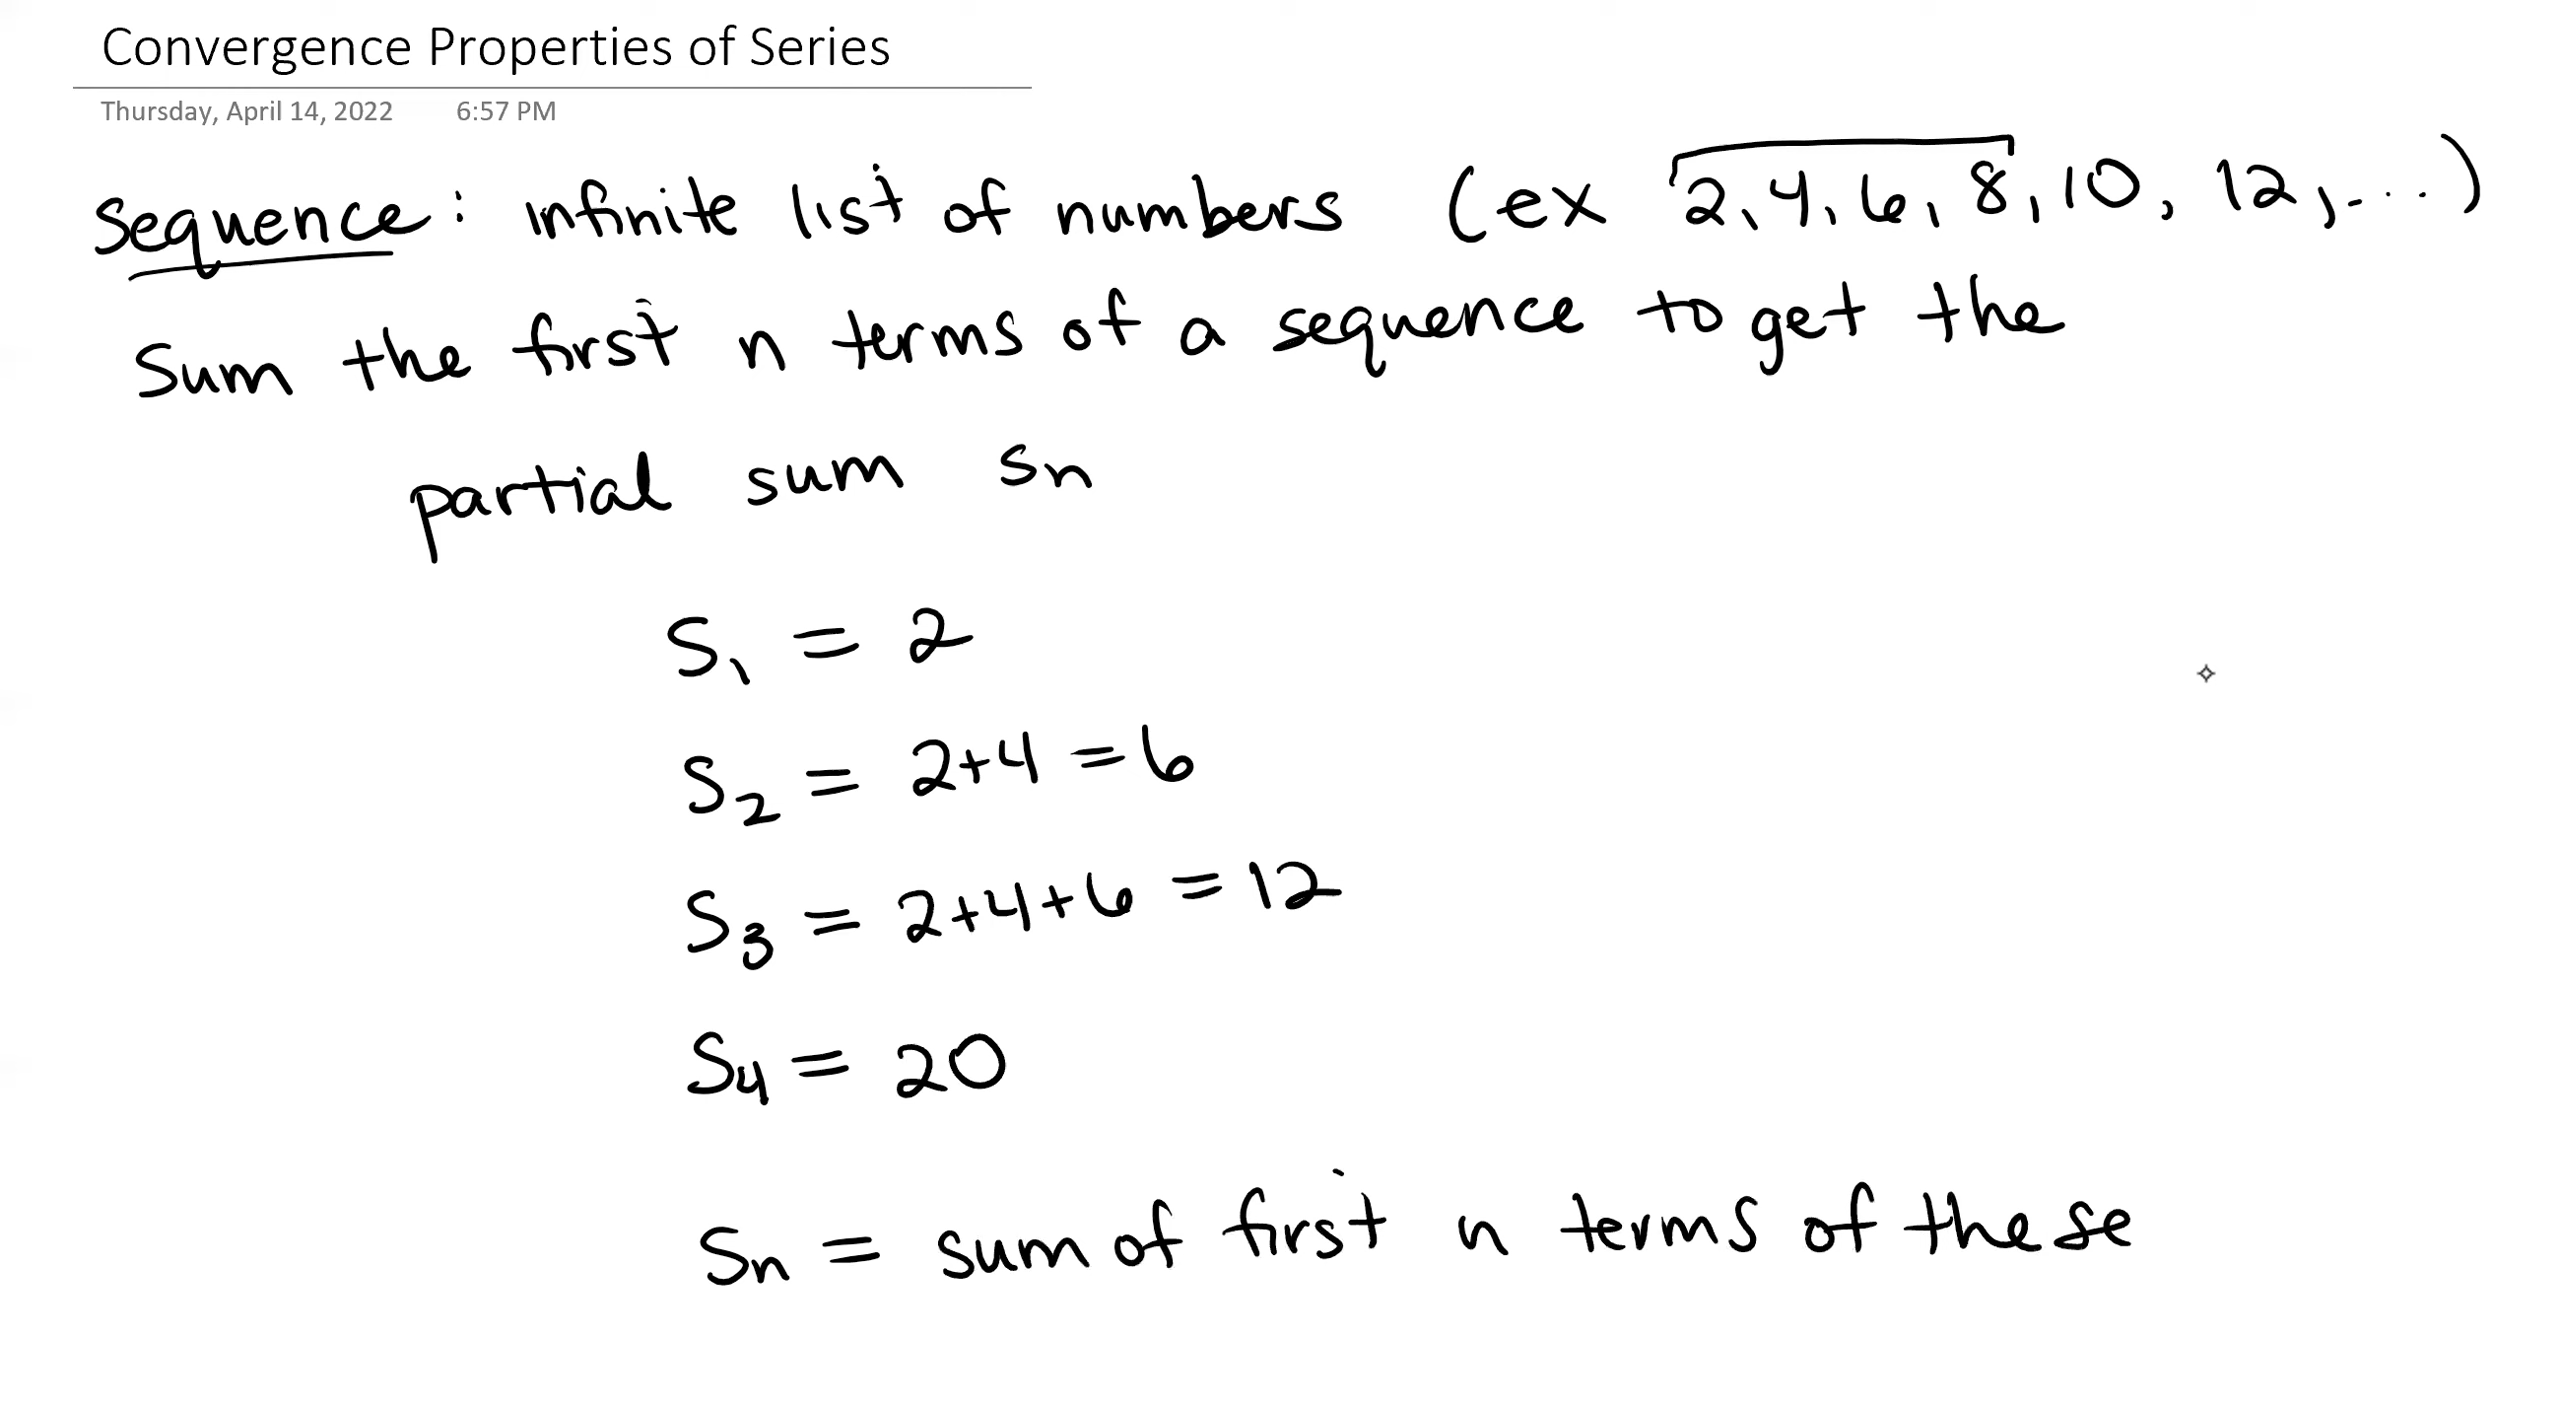 Convergence Properties of Series
Thursday, April 14, 2022 6:57 PM
Sequence: infinite list of numbers (ex 2, 4, 6, 8, 10, 12, ...)
Sum the first n terms of a sequence to get the
partial sum Sn
S₁ = 2
S₂ = 2+4 = 6
S₃ = 2+4+6 = 12
S₄ = 20
Sn = sum of first n terms of these